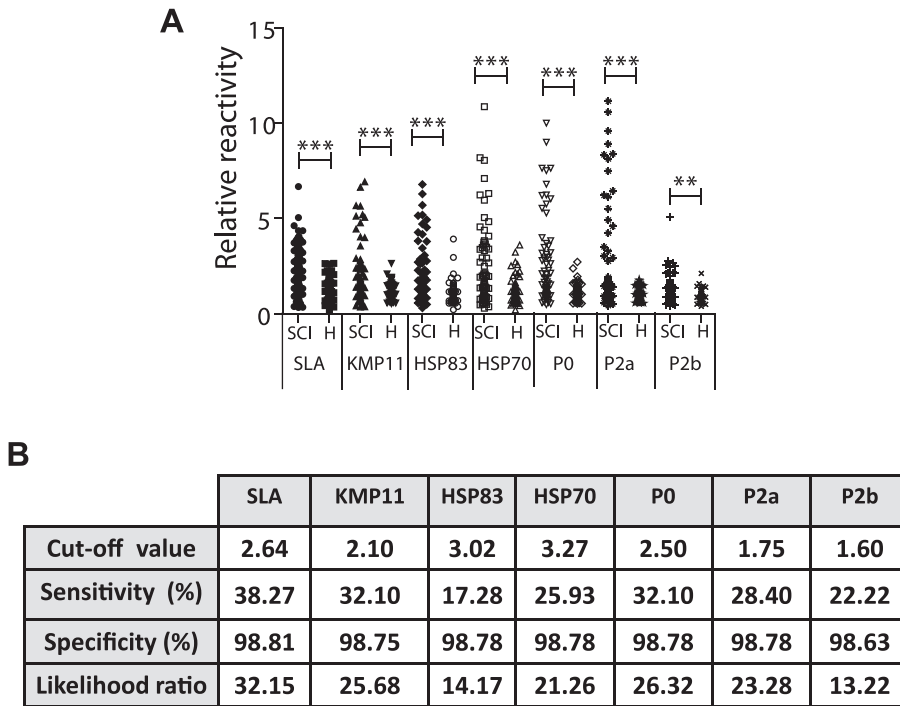 A
Relative reactivity
15
10
5
0
*** *** *** *** *** *** **
SCI H SCI H SCI H SCI H SCI H SCI H SCI H
SLA KMP11 HSP83 HSP70 P0 P2a P2b
B
SLA KMP11 HSP83 HSP70 P0 P2a P2b
Cut-off value 2.64 2.10 3.02 3.27 2.50 1.75 1.60
Sensitivity (%) 38.27 32.10 17.28 25.93 32.10 28.40 22.22
Specificity (%) 98.81 98.75 98.78 98.78 98.78 98.78 98.63
Likelihood ratio 32.15 25.68 14.17 21.26 26.32 23.28 13.22